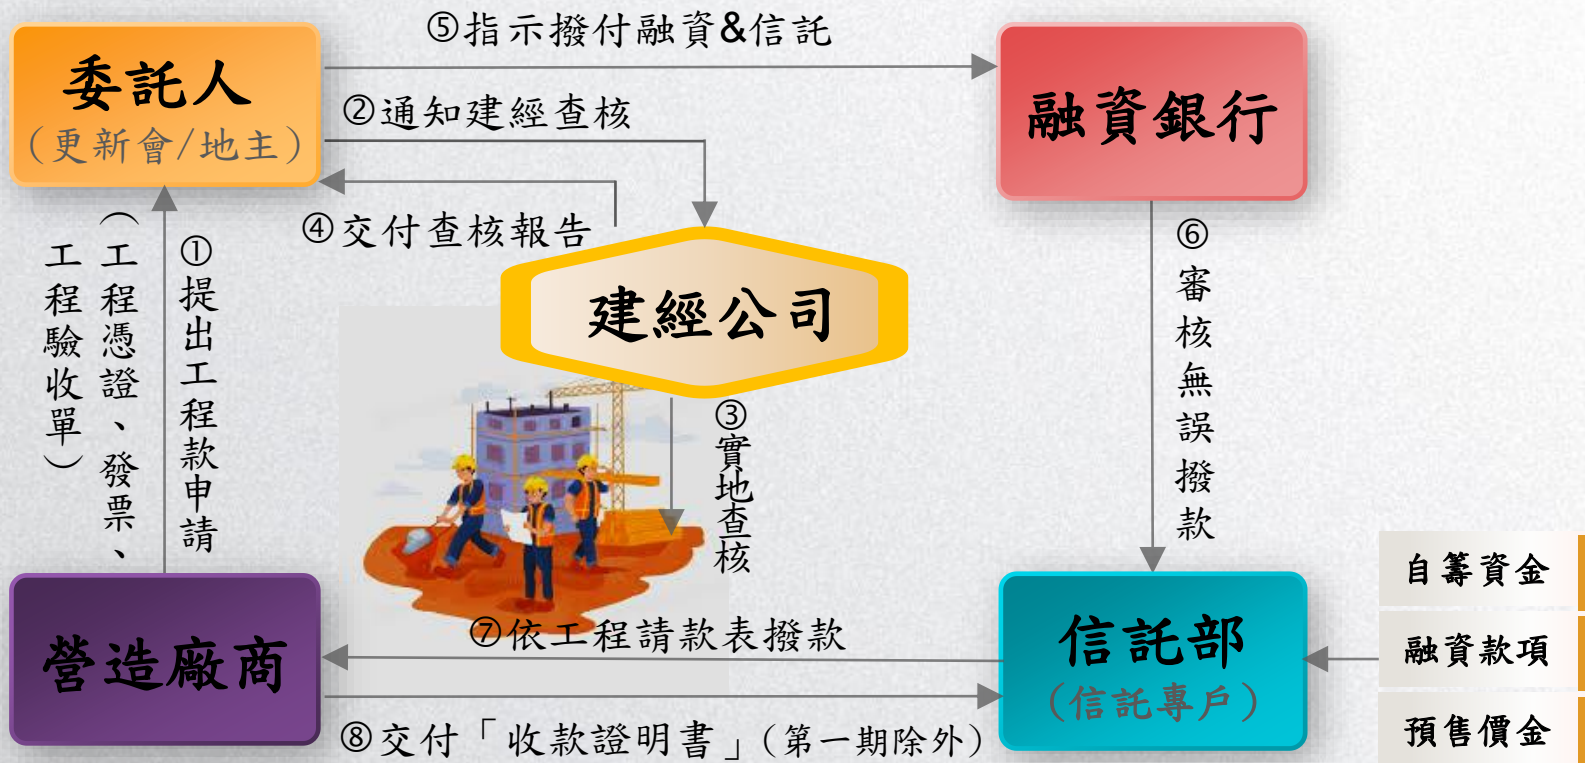 ⑤指示撥付融資&信託
委託人
(更新會/地主)
②通知建經查核
融資銀行
④交付查核報告
①提出工程款申請
(工程憑證、發票、
工程驗收單)
建經公司
③實地查核
⑥審核無誤撥款
營造廠商
⑦依工程請款表撥款
⑧交付「收款證明書」(第一期除外)
信託部
(信託專戶)
自籌資金
融資款項
預售價金